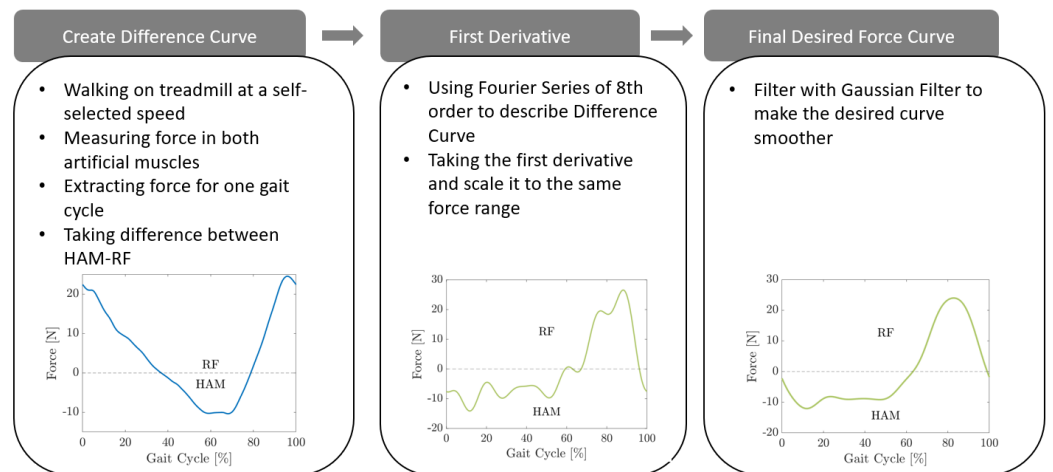 Create Difference Curve
• Walking on treadmill at a self-
selected speed
• Measuring force in both
artificial muscles
• Extracting force for one gait
cycle
• Taking difference between
HAM-RF
Force [N]
20
10
0
-10
RF
HAM
0 20 40 60 80 100
Gait Cycle [%]
First Derivative
• Using Fourier Series of 8th
order to describe Difference
Curve
• Taking the first derivative
and scale it to the same
force range
Force [N]
30
20
10
0
-10
-20
RF
HAM
0 20 40 60 80 100
Gait Cycle [%]
Final Desired Force Curve
• Filter with Gaussian Filter to
make the desired curve
smoother
Force [N]
30
20
10
0
-10
-20
RF
HAM
0 20 40 60 80 100
Gait Cycle [%]